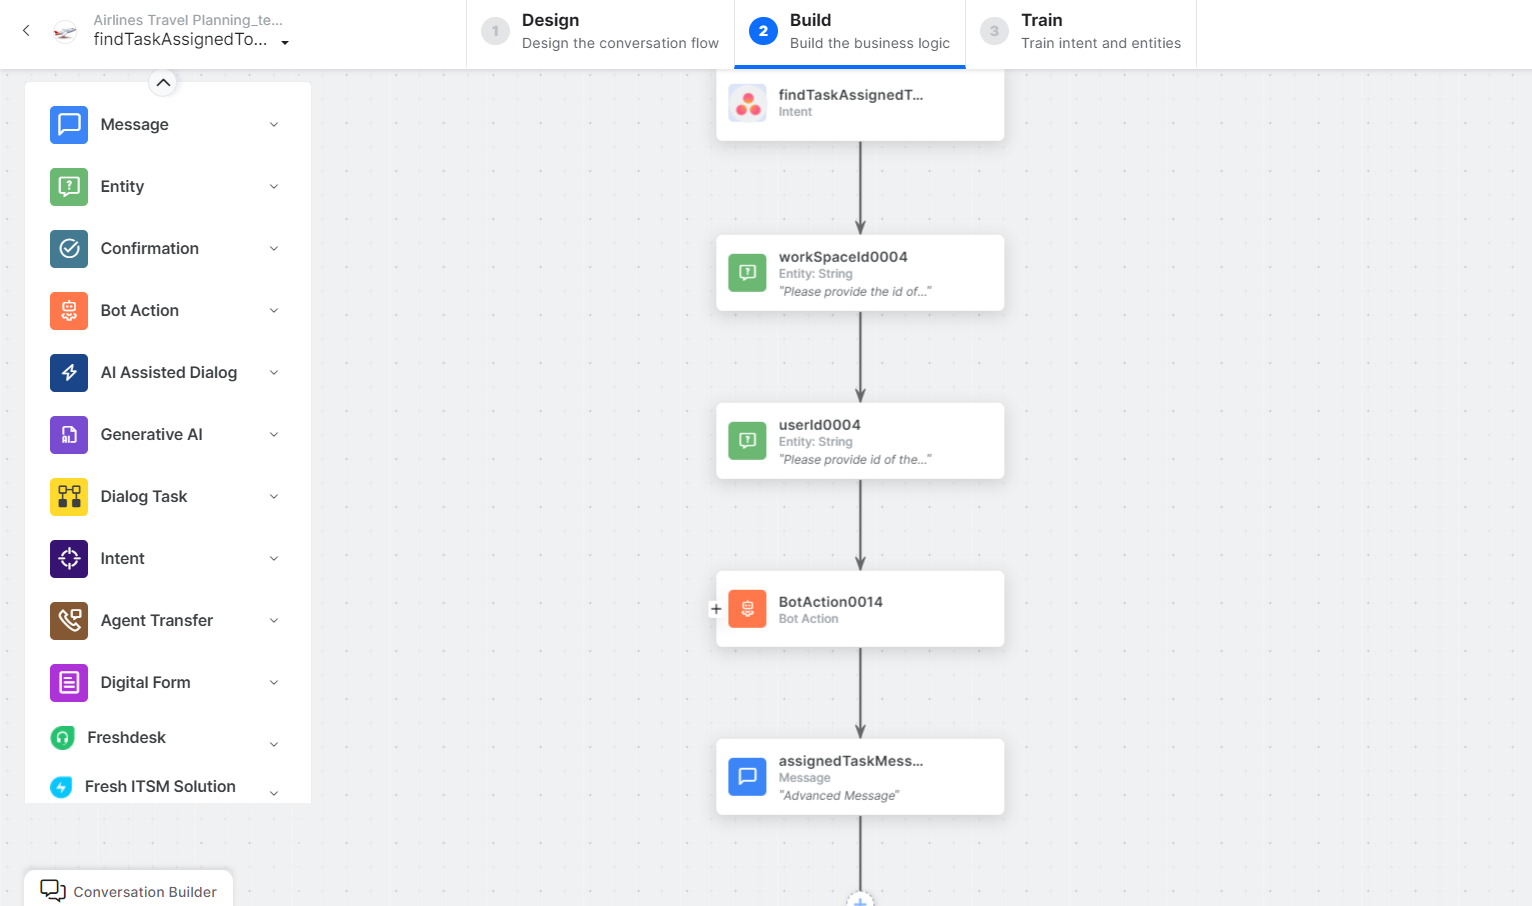 Airlines Travel Planning_te...
findTaskAssignedTo...
1
Design
Design the conversation flow
2
Build
Build the business logic
3
Train
Train intent and entities
Message
Entity
Confirmation
Bot Action
AI Assisted Dialog
Generative AI
Dialog Task
Intent
Agent Transfer
Digital Form
Freshdesk
Fresh ITSM Solution
Conversation Builder
findTaskAssignedT...
Intent
workSpaceId0004
Entity: String
"Please provide the id of..."
userId0004
Entity: String
"Please provide id of the..."
BotAction0014
Bot Action
assignedTaskMess...
Message
"Advanced Message"